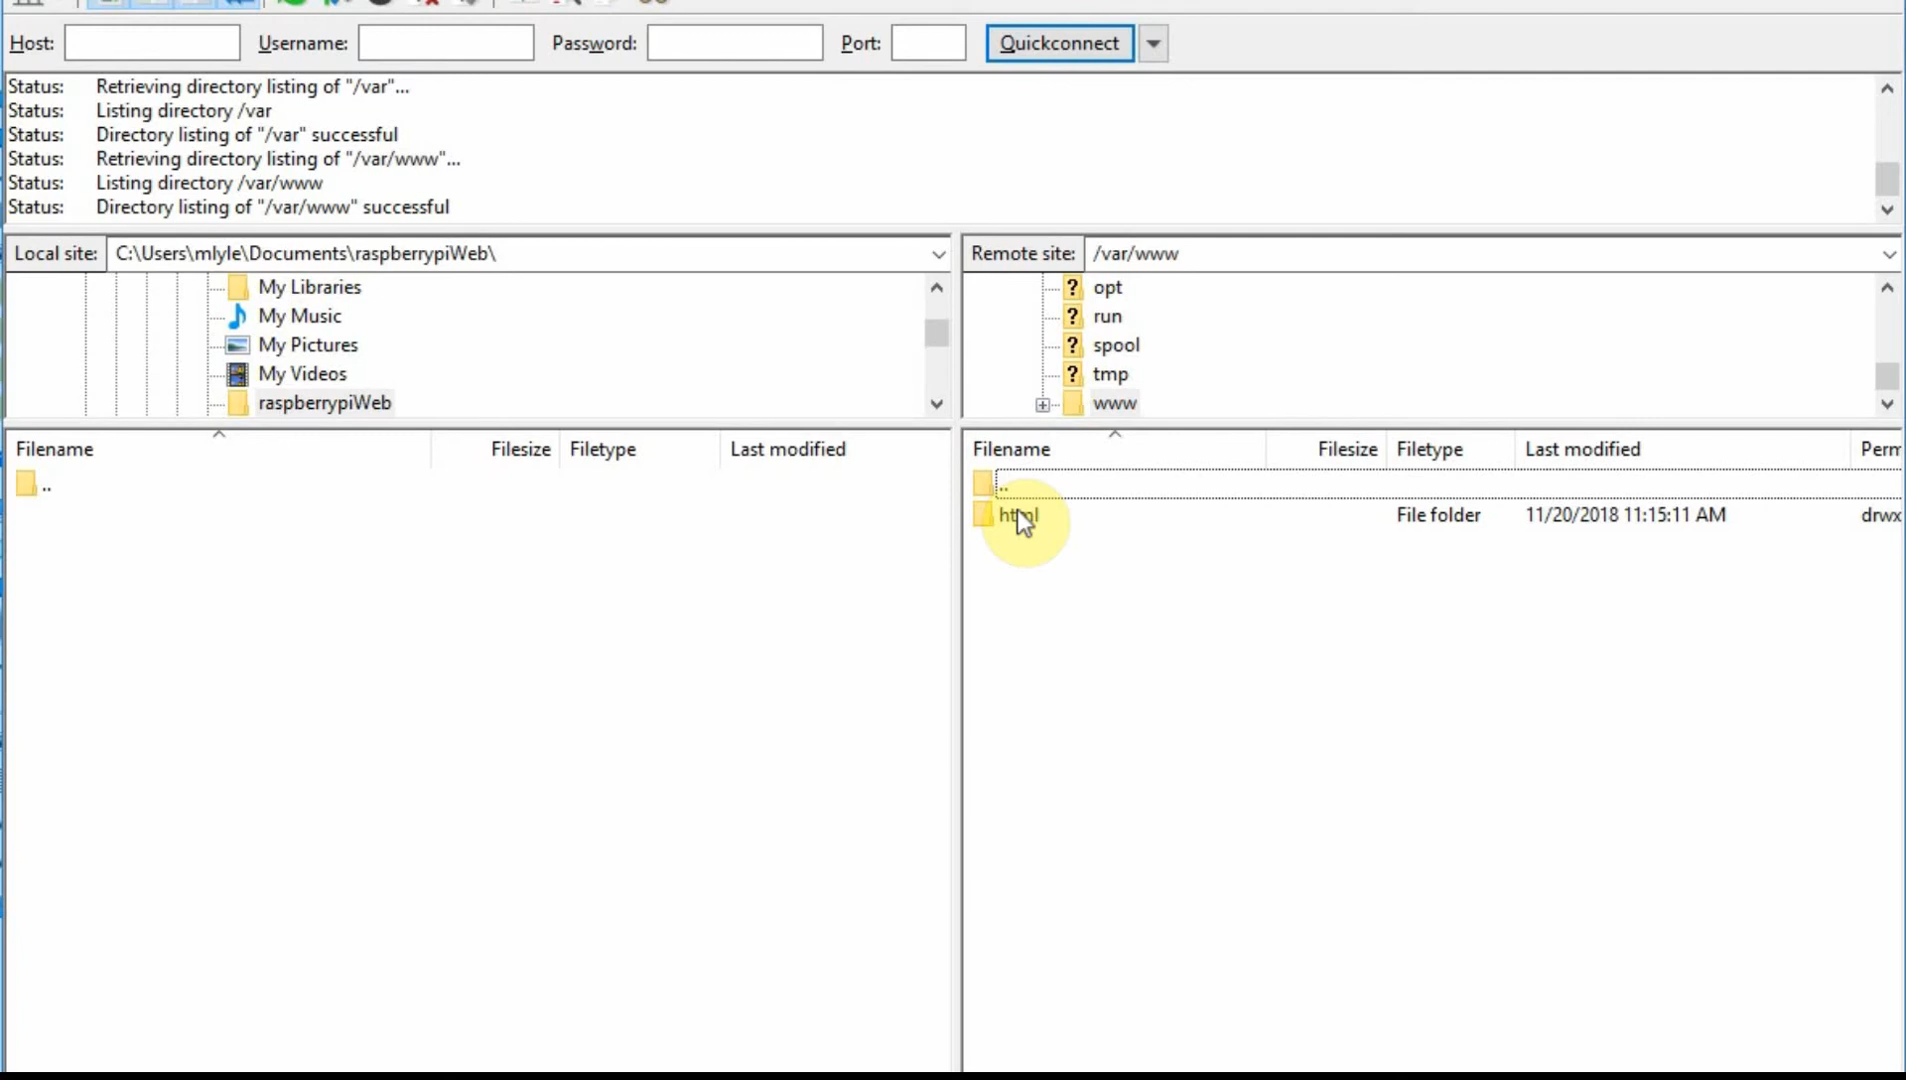 Host: Username: Password: Port: Quickconnect
Status: Retrieving directory listing of "/var"...
Status: Listing directory /var
Status: Directory listing of "/var" successful
Status: Retrieving directory listing of "/var/www"...
Status: Listing directory /var/www
Status: Directory listing of "/var/www" successful
Local site: C:\Users\mlyle\Documents\raspberrypiWeb\
My Libraries
My Music
My Pictures
My Videos
raspberrypiWeb
Filename Filesize Filetype Last modified
..
Remote site: /var/www
? opt
? run
? spool
? tmp
www
Filename Filesize Filetype Last modified Perm
..
html File folder 11/20/2018 11:15:11 AM drwx